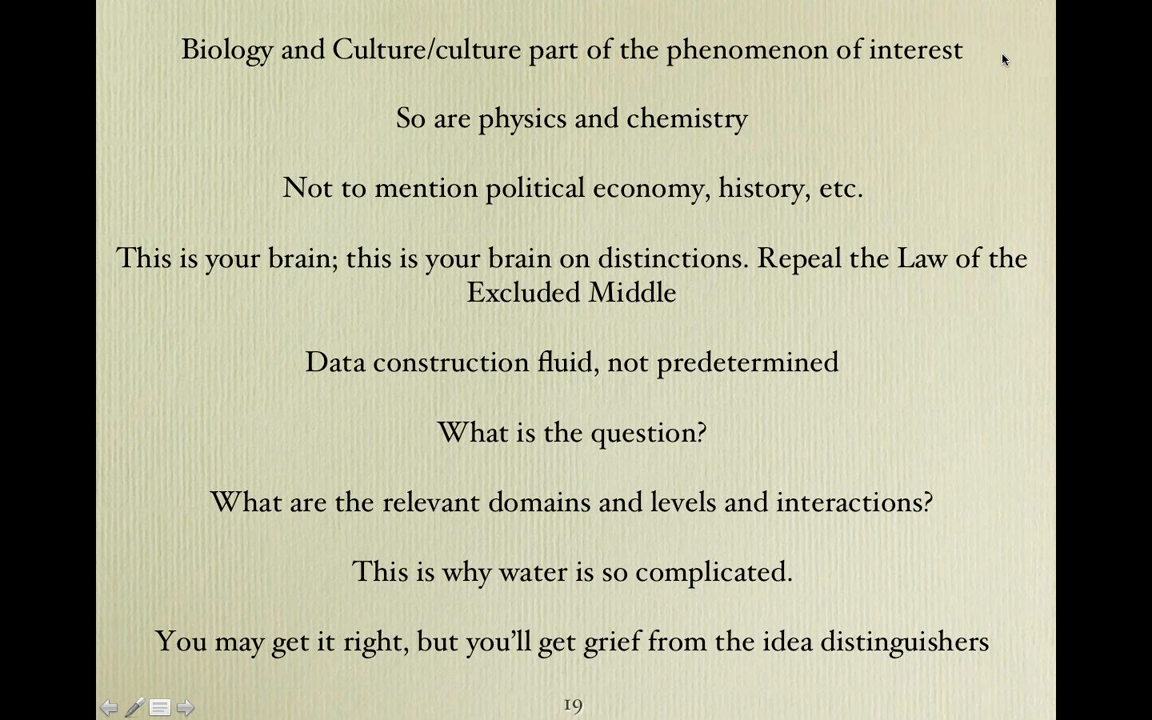 Biology and Culture/culture part of the phenomenon of interest
So are physics and chemistry
Not to mention political economy, history, etc.
This is your brain; this is your brain on distinctions. Repeal the Law of the
Excluded Middle
Data construction fluid, not predetermined
What is the question?
What are the relevant domains and levels and interactions?
This is why water is so complicated.
You may get it right, but you’ll get grief from the idea distinguishers
19